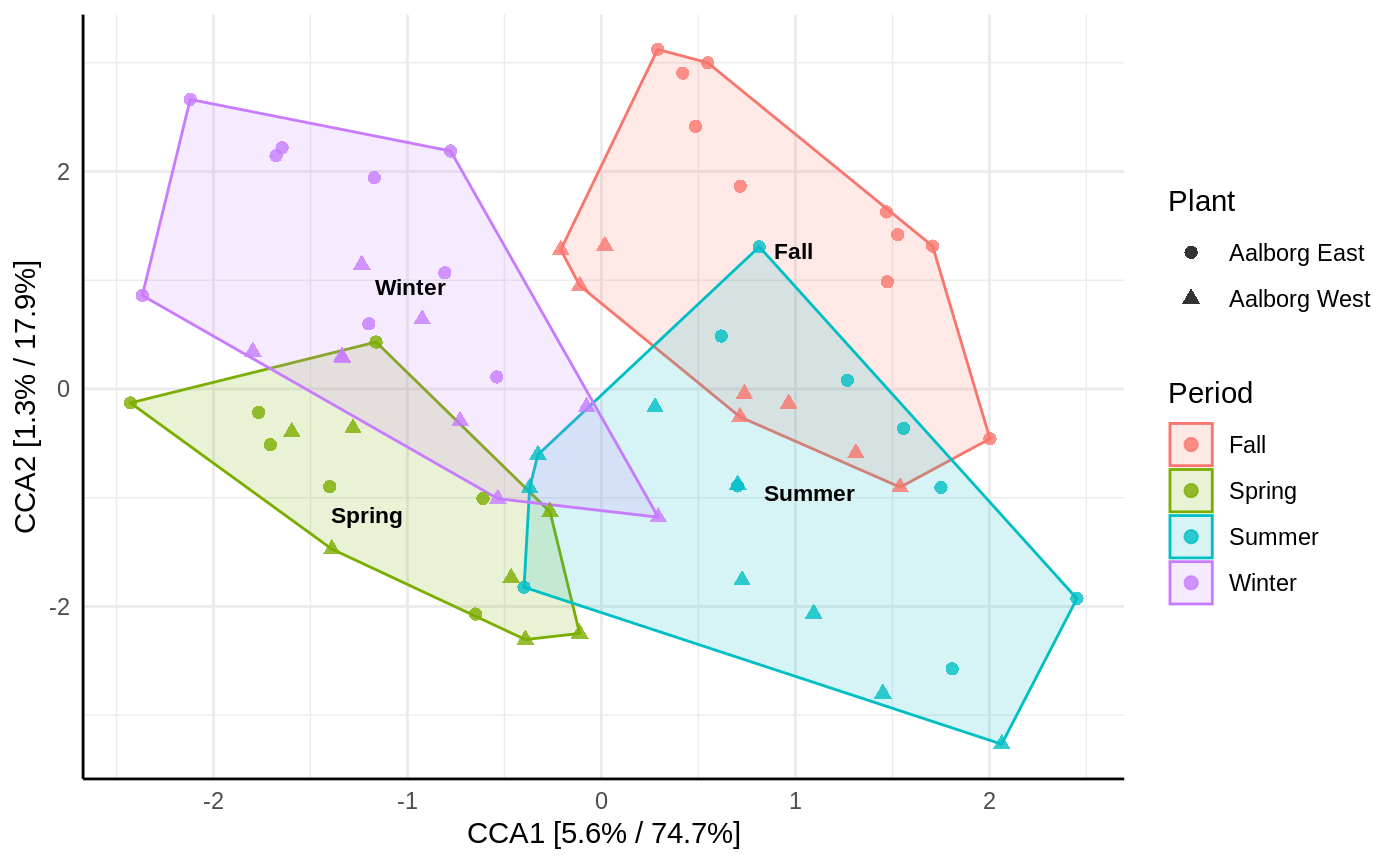 CCA2 [1.3% / 17.9%]
2
0
-2
Fall
Winter
Summer
Spring
-2
-1
0
1
2
CCA1 [5.6% / 74.7%]
Plant
Aalborg East
Aalborg West
Period
Fall
Spring
Summer
Winter